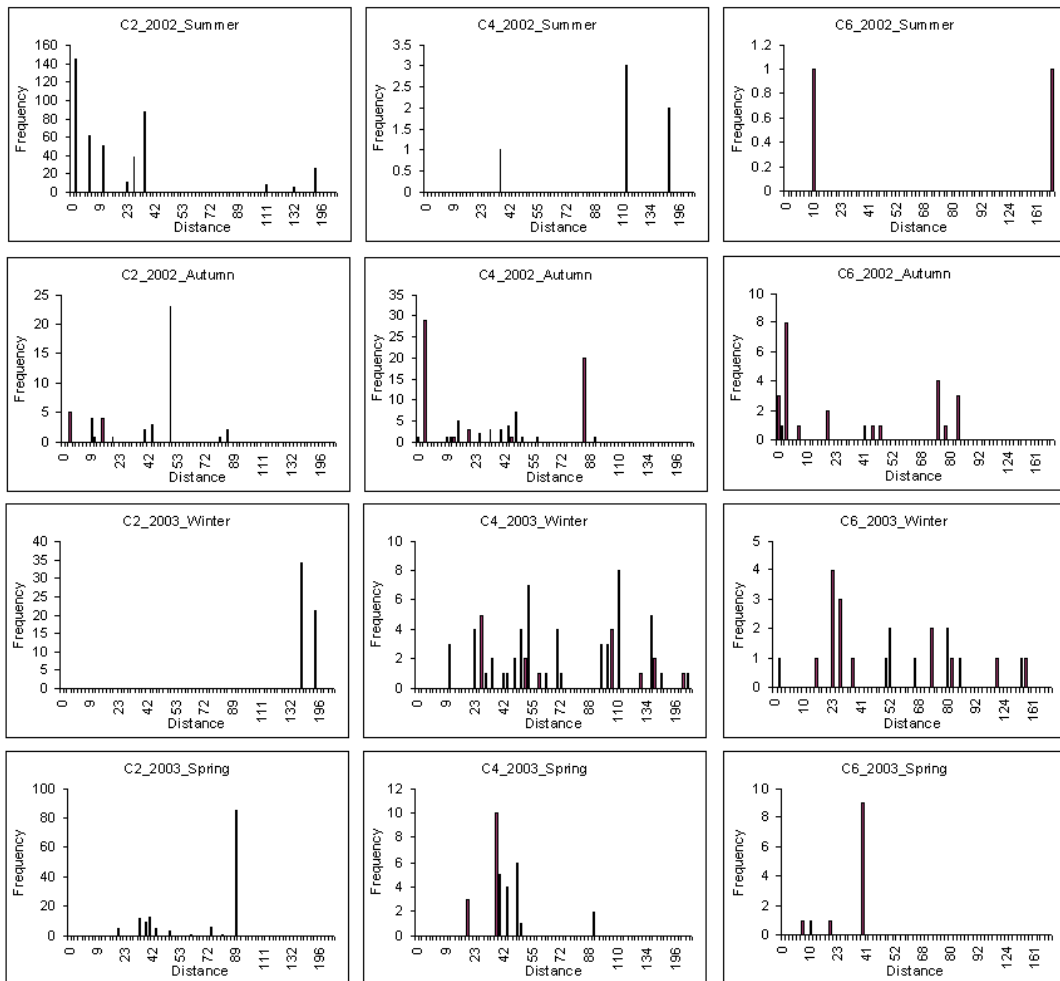 C2_2002_Summer
Frequency
160
140
120
100
80
60
40
20
0
0 9 23 42 53 72 89 111 132 196
Distance
C4_2002_Summer
Frequency
3.5
3
2.5
2
1.5
1
0.5
0
0 9 23 42 55 72 88 110 134 196
Distance
C6_2002_Summer
Frequency
1.2
1
0.8
0.6
0.4
0.2
0
0 10 23 41 52 68 80 92 124 161
Distance
C2_2002_Autumn
Frequency
25
20
15
10
5
0
0 9 23 42 53 72 89 111 132 196
Distance
C4_2002_Autumn
Frequency
35
30
25
20
15
10
5
0
0 9 23 42 55 72 88 110 134 196
Distance
C6_2002_Autumn
Frequency
10
8
6
4
2
0
0 10 23 41 52 68 80 92 124 161
Distance
C2_2003_Winter
Frequency
40
35
30
25
20
15
10
5
0
0 9 23 42 53 72 89 111 132 196
Distance
C4_2003_Winter
Frequency
10
8
6
4
2
0
0 9 23 42 55 72 88 110 134 196
Distance
C6_2003_Winter
Frequency
5
4
3
2
1
0
0 10 23 41 52 68 80 92 124 161
Distance
C2_2003_Spring
Frequency
100
80
60
40
20
0
0 9 23 42 53 72 89 111 132 196
Distance
C4_2003_Spring
Frequency
12
10
8
6
4
2
0
0 9 23 42 55 72 88 110 134 196
Distance
C6_2003_Spring
Frequency
10
8
6
4
2
0
0 10 23 41 52 68 80 92 124 161
Distance